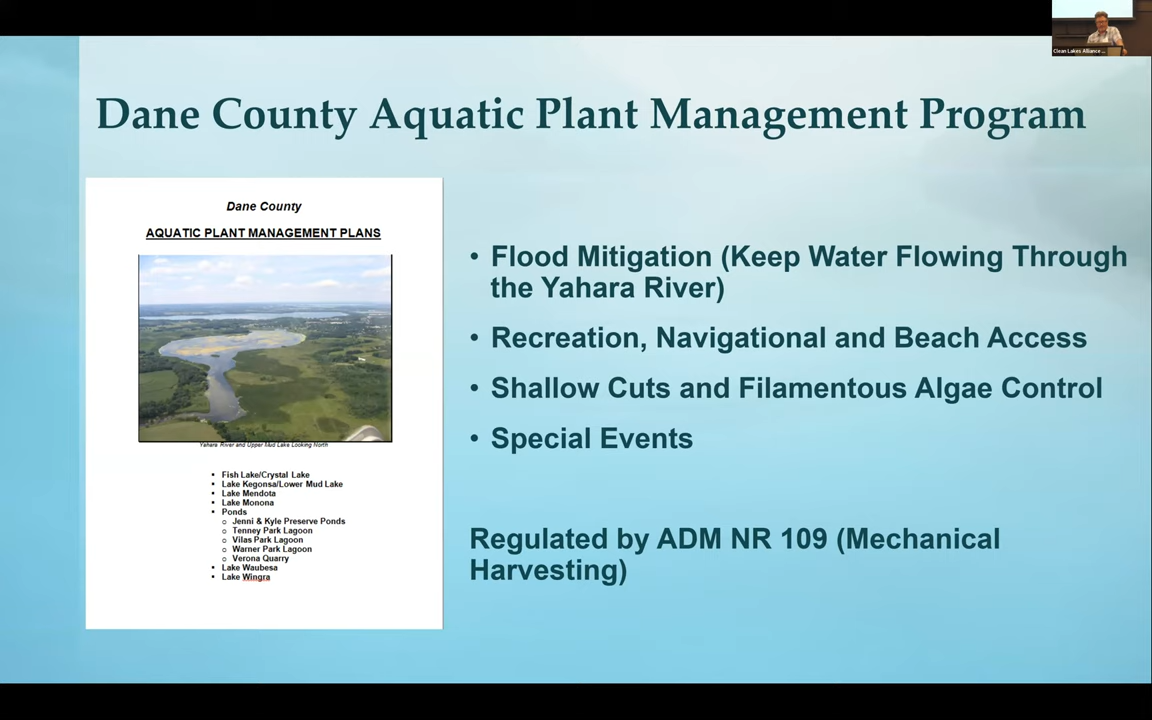 Clean Lakes Alliance ...
Dane County Aquatic Plant Management Program
Dane County
AQUATIC PLANT MANAGEMENT PLANS
Yahara River and Upper Mud Lake Looking North
• Fish Lake/Crystal Lake
• Lake Kegonsa/Lower Mud Lake
• Lake Mendota
• Lake Monona
• Ponds
o Jenni & Kyle Preserve Ponds
o Tenney Park Lagoon
o Vilas Park Lagoon
o Warner Park Lagoon
o Verona Quarry
• Lake Waubesa
• Lake Wingra
• Flood Mitigation (Keep Water Flowing Through
the Yahara River)
• Recreation, Navigational and Beach Access
• Shallow Cuts and Filamentous Algae Control
• Special Events
Regulated by ADM NR 109 (Mechanical
Harvesting)